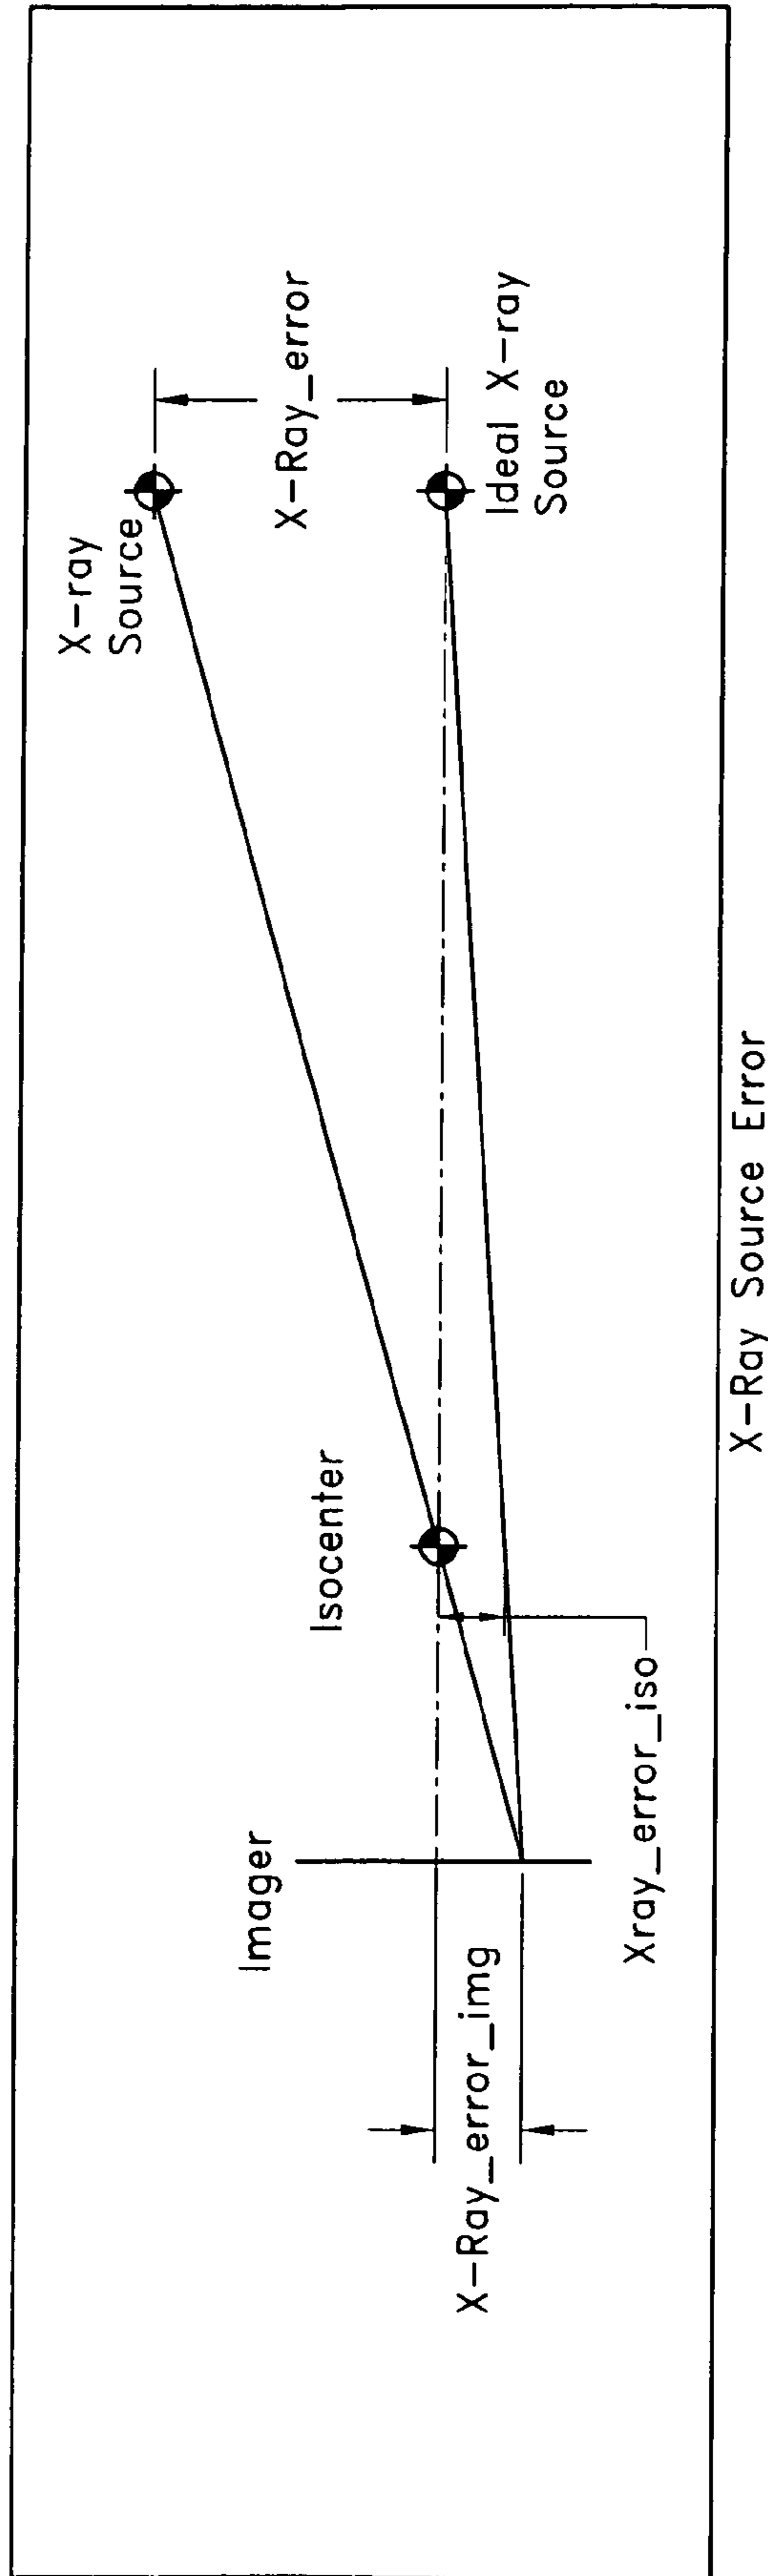 X-ray
Source
X-Ray_error
Ideal X-ray
Source
Isocenter
Imager
Xray_error_iso
X-Ray_error_img
X-Ray Source Error